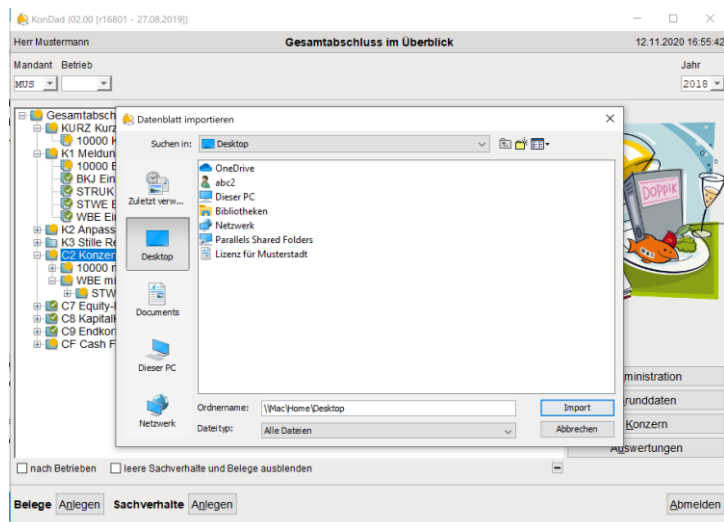 KonDad (02.00 [r16801 - 27.08.2019])
Herr Mustermann Gesamtabschluss im Überblick 12.11.2020 16:55:42
Mandant Betrieb Jahr
MUS 2018
Gesamtabsch
KURZ Kurz
10000 K
K1 Meldun
10000 E
BKJ Ein
STRUK
STWE E
WBE Ei
K2 Anpass
K3 Stille Re
C2 Konzer
10000 m
WBE mi
STW
C7 Equity-
C8 Kapitalk
C9 Endkon
CF Cash F
Datenblatt importieren
Suchen in: Desktop
Zuletzt verw...
Desktop
Documents
Dieser PC
Netzwerk
OneDrive
abc2
Dieser PC
Bibliotheken
Netzwerk
Parallels Shared Folders
Lizenz für Musterstadt
Ordnername: \\Mac\Home\Desktop Import
Dateityp: Alle Dateien Abbrechen
DOPPIK
ministration
runddaten
Konzern
Auswertungen
nach Betrieben leere Sachverhalte und Belege ausblenden
Belege Anlegen Sachverhalte Anlegen Abmelden